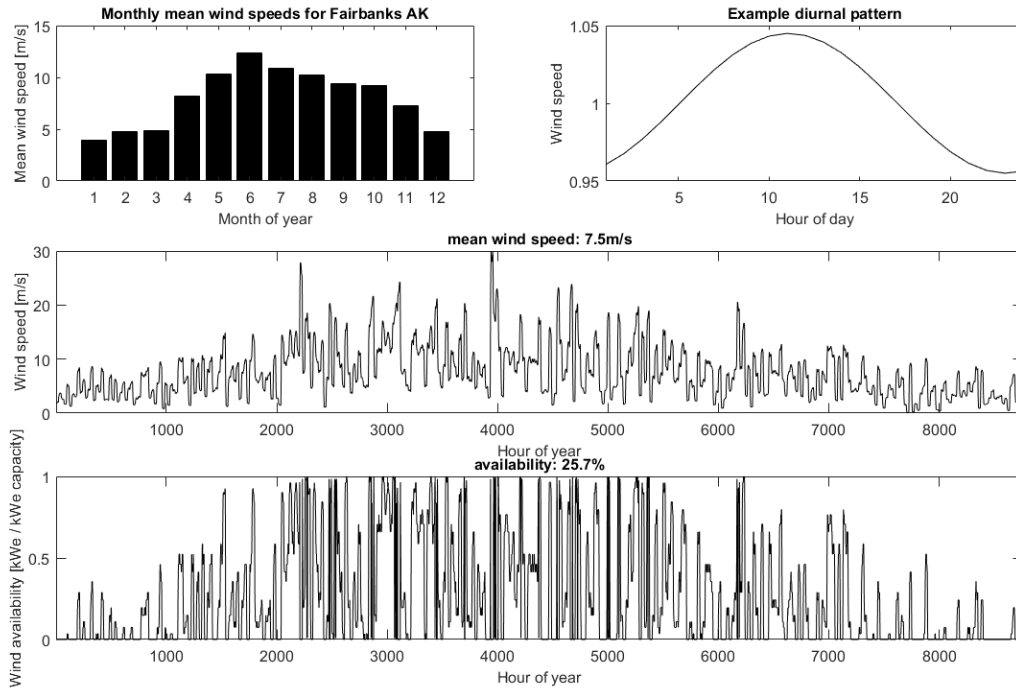 Monthly mean wind speeds for Fairbanks AK
Mean wind speed [m/s]
15
10
5
0
1 2 3 4 5 6 7 8 9 10 11 12
Month of year
Example diurnal pattern
Wind speed
1.05
1
0.95
5 10 15 20
Hour of day
mean wind speed: 7.5m/s
Wind speed [m/s]
30
20
10
0
1000 2000 3000 4000 5000 6000 7000 8000
Hour of year
availability: 25.7%
Wind availability [kWe / kWe capacity]
1
0.5
0
1000 2000 3000 4000 5000 6000 7000 8000
Hour of year